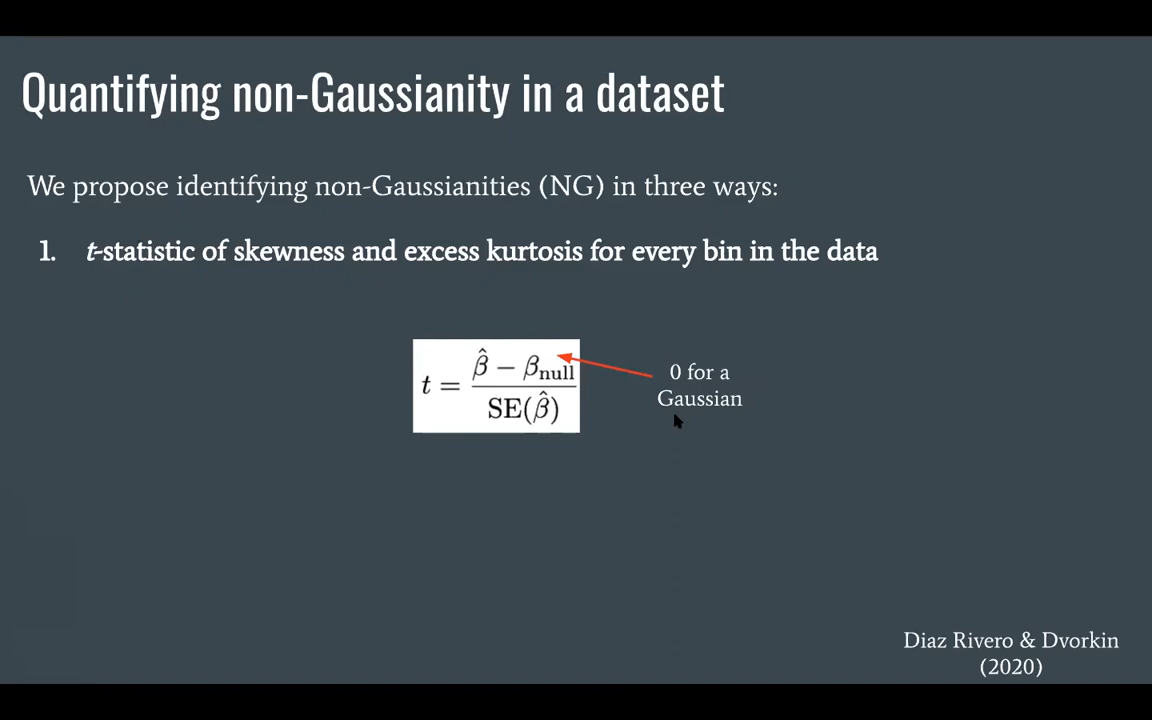 Quantifying non-Gaussianity in a dataset
We propose identifying non-Gaussianities (NG) in three ways:
1. t-statistic of skewness and excess kurtosis for every bin in the data
t = (β̂ − β_null) / SE(β̂)
0 for a
Gaussian
Diaz Rivero & Dvorkin
(2020)